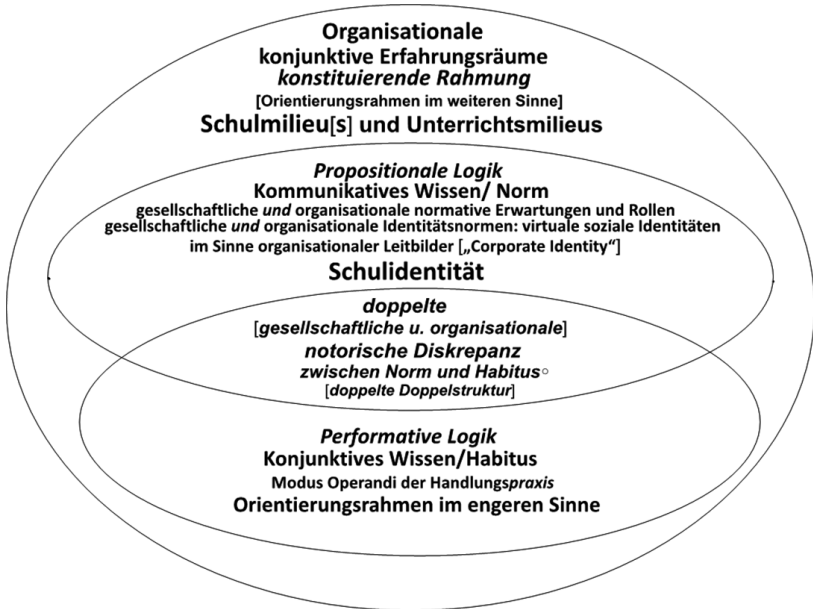 Organisationale
konjunktive Erfahrungsräume
konstituierende Rahmung
[Orientierungsrahmen im weiteren Sinne]
Schulmilieu[s] und Unterrichtsmilieus
Propositionale Logik
Kommunikatives Wissen/ Norm
gesellschaftliche und organisationale normative Erwartungen und Rollen
gesellschaftliche und organisationale Identitätsnormen: virtuale soziale Identitäten
im Sinne organisationaler Leitbilder [„Corporate Identity“]
Schulidentität
doppelte
[gesellschaftliche u. organisationale]
notorische Diskrepanz
zwischen Norm und Habitus○
[doppelte Doppelstruktur]
Performative Logik
Konjunktives Wissen/Habitus
Modus Operandi der Handlungspraxis
Orientierungsrahmen im engeren Sinne